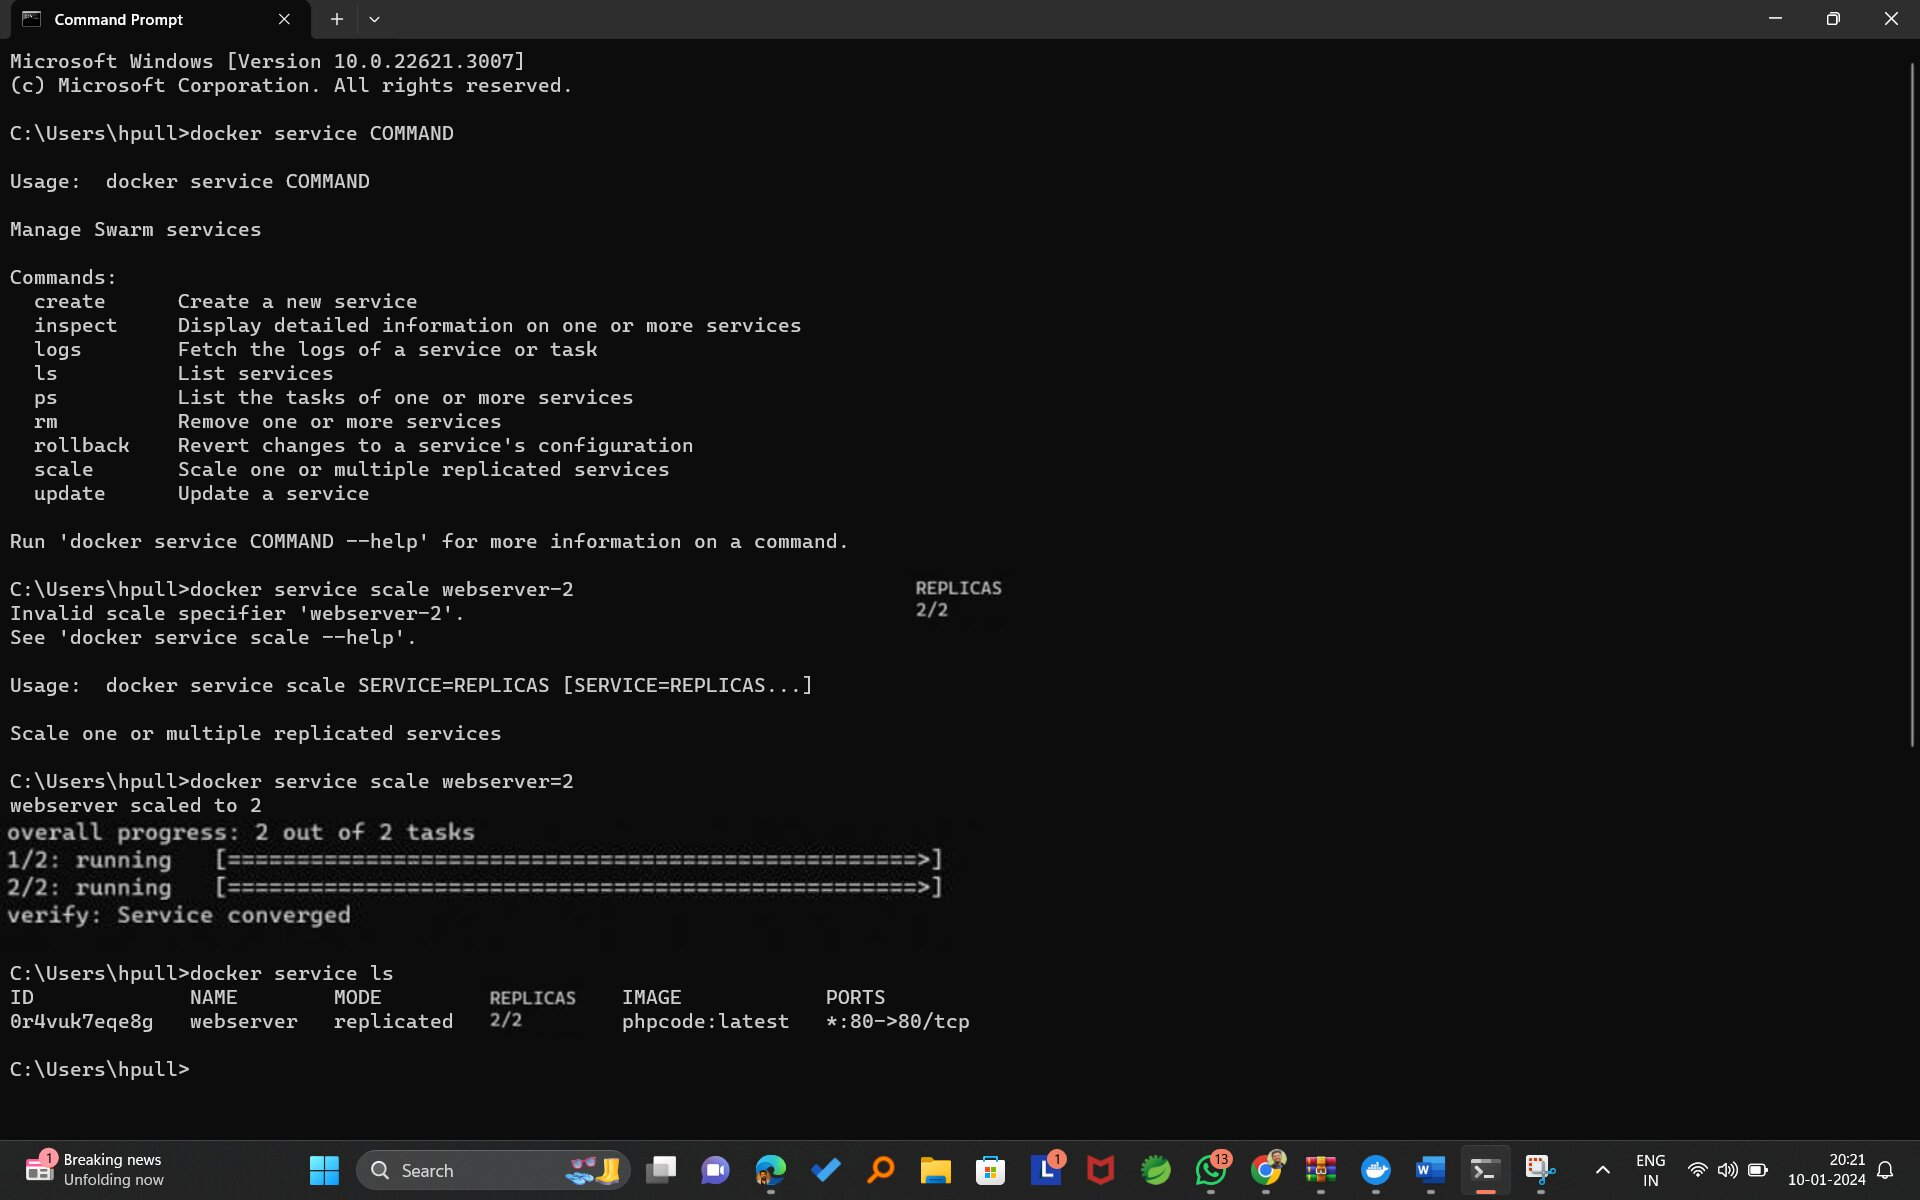 Command Prompt
Microsoft Windows [Version 10.0.22621.3007]
(c) Microsoft Corporation. All rights reserved.
C:\Users\hpull>docker service COMMAND
Usage:  docker service COMMAND
Manage Swarm services
Commands:
  create      Create a new service
  inspect     Display detailed information on one or more services
  logs        Fetch the logs of a service or task
  ls          List services
  ps          List the tasks of one or more services
  rm          Remove one or more services
  rollback    Revert changes to a service's configuration
  scale       Scale one or multiple replicated services
  update      Update a service
Run 'docker service COMMAND --help' for more information on a command.
C:\Users\hpull>docker service scale webserver-2 REPLICAS
Invalid scale specifier 'webserver-2'. 2/2
See 'docker service scale --help'.
Usage:  docker service scale SERVICE=REPLICAS [SERVICE=REPLICAS...]
Scale one or multiple replicated services
C:\Users\hpull>docker service scale webserver=2
webserver scaled to 2
overall progress: 2 out of 2 tasks
1/2: running   [==================================================>]
2/2: running   [==================================================>]
verify: Service converged
C:\Users\hpull>docker service ls
ID             NAME        MODE         REPLICAS   IMAGE            PORTS
0r4vuk7eqe8g   webserver   replicated   2/2        phpcode:latest   *:80->80/tcp
C:\Users\hpull>
1 Breaking news
Unfolding now
Search
L 1
13
W
ENG
IN
20:21
10-01-2024